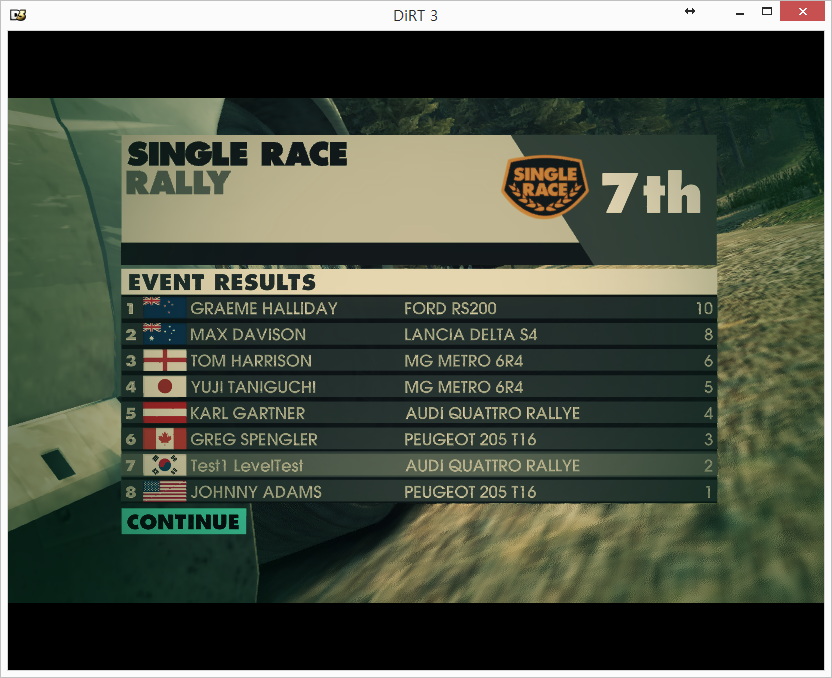 DiRT 3
SINGLE RACE
RALLY
SINGLE
RACE
7th
EVENT RESULTS
1 GRAEME HALLIDAY FORD RS200 10
2 MAX DAVISON LANCIA DELTA S4 8
3 TOM HARRISON MG METRO 6R4 6
4 YUJI TANIGUCHI MG METRO 6R4 5
5 KARL GARTNER AUDI QUATTRO RALLYE 4
6 GREG SPENGLER PEUGEOT 205 T16 3
7 Test1 LevelTest AUDI QUATTRO RALLYE 2
8 JOHNNY ADAMS PEUGEOT 205 T16 1
CONTINUE